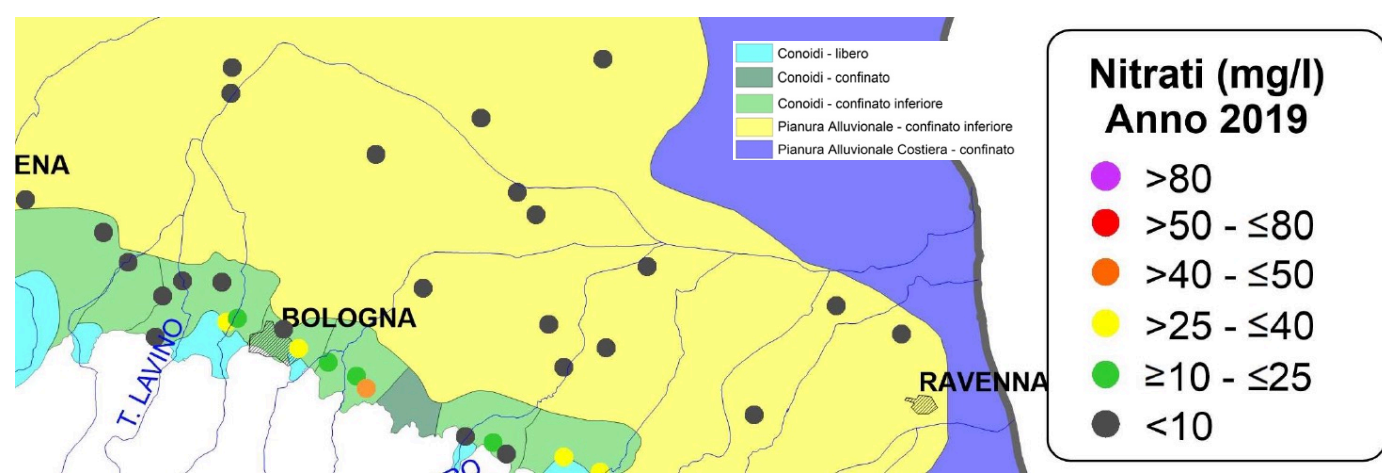 Conoidi - libero
Conoidi - confinato
Conoidi - confinato inferiore
Pianura Alluvionale - confinato inferiore
Pianura Alluvionale Costiera - confinato
Nitrati (mg/l)
Anno 2019
>80
>50 - ≤80
>40 - ≤50
>25 - ≤40
≥10 - ≤25
<10
ENA
BOLOGNA
T. LAVINO
RAVENNA